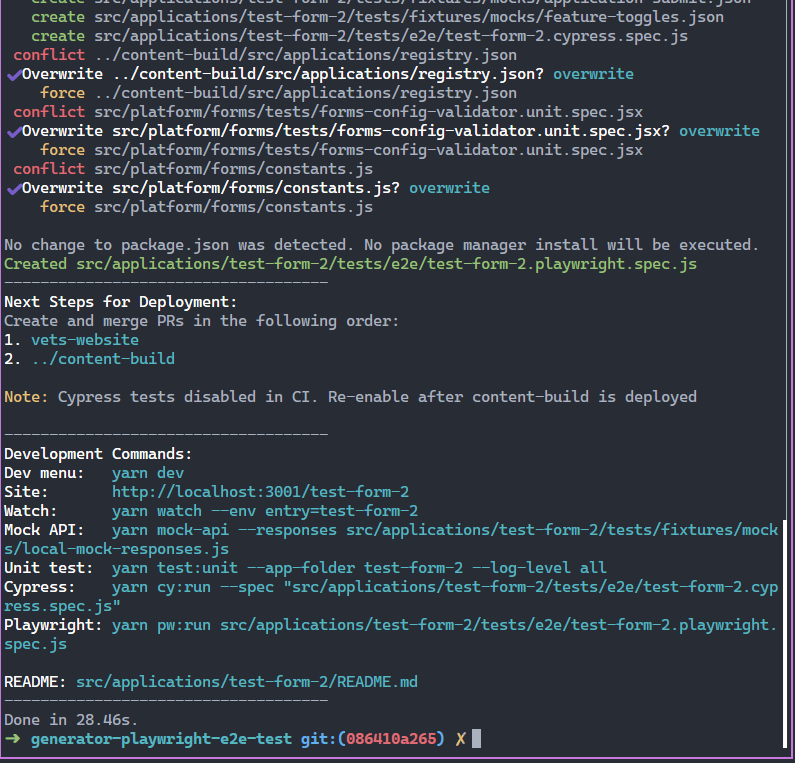 create src/applications/test-form-2/tests/fixtures/mocks/application-submit.json
create src/applications/test-form-2/tests/fixtures/mocks/feature-toggles.json
create src/applications/test-form-2/tests/e2e/test-form-2.cypress.spec.js
conflict ../content-build/src/applications/registry.json
✔Overwrite ../content-build/src/applications/registry.json? overwrite
force ../content-build/src/applications/registry.json
conflict src/platform/forms/tests/forms-config-validator.unit.spec.jsx
✔Overwrite src/platform/forms/tests/forms-config-validator.unit.spec.jsx? overwrite
force src/platform/forms/tests/forms-config-validator.unit.spec.jsx
conflict src/platform/forms/constants.js
✔Overwrite src/platform/forms/constants.js? overwrite
force src/platform/forms/constants.js
No change to package.json was detected. No package manager install will be executed.
Created src/applications/test-form-2/tests/e2e/test-form-2.playwright.spec.js
------------------------------------
Next Steps for Deployment:
Create and merge PRs in the following order:
1. vets-website
2. ../content-build
Note: Cypress tests disabled in CI. Re-enable after content-build is deployed
------------------------------------
Development Commands:
Dev menu: yarn dev
Site: http://localhost:3001/test-form-2
Watch: yarn watch --env entry=test-form-2
Mock API: yarn mock-api --responses src/applications/test-form-2/tests/fixtures/mock
s/local-mock-responses.js
Unit test: yarn test:unit --app-folder test-form-2 --log-level all
Cypress: yarn cy:run --spec "src/applications/test-form-2/tests/e2e/test-form-2.cyp
ress.spec.js"
Playwright: yarn pw:run src/applications/test-form-2/tests/e2e/test-form-2.playwright.
spec.js
README: src/applications/test-form-2/README.md
------------------------------------
Done in 28.46s.
➜ generator-playwright-e2e-test git:(086410a265) ✗